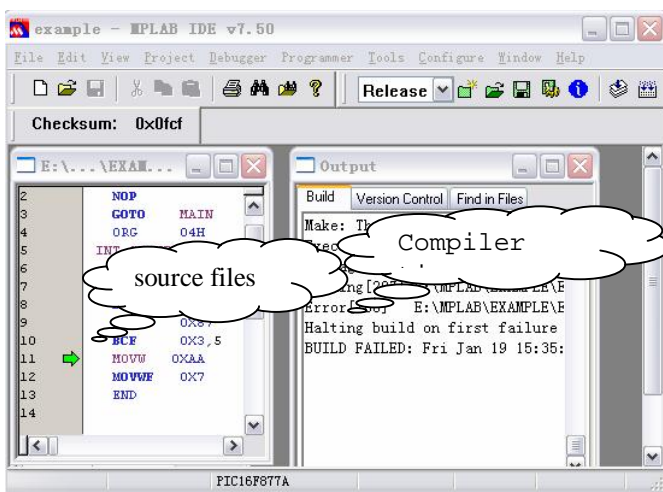 example - MPLAB IDE v7.50
File Edit View Project Debugger Programmer Tools Configure Window Help
Release
Checksum: 0x0fcf
E:\...\EXAM...
2 NOP
3 GOTO MAIN
4 ORG 04H
5
6
7
8
9
10 BCF 0X3,5
11 MOVW 0XAA
12 MOVWF 0X7
13 END
14
source files
Output
Build Version Control Find in Files
Make:
Compiler
E:\MPLAB\EXAMPLE\E
Halting build on first failure
BUILD FAILED: Fri Jan 19 15:35:
PIC16F877A